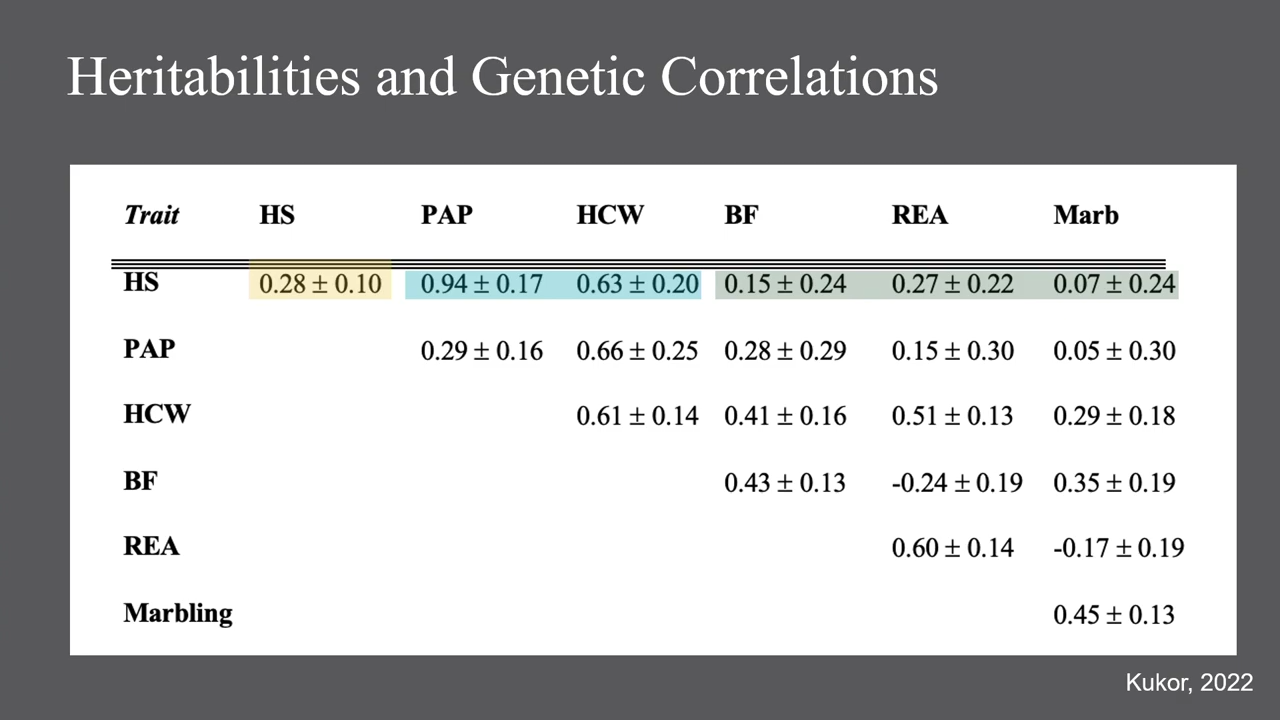 Heritabilities and Genetic Correlations
Trait HS PAP HCW BF REA Marb
HS 0.28 ± 0.10 0.94 ± 0.17 0.63 ± 0.20 0.15 ± 0.24 0.27 ± 0.22 0.07 ± 0.24
PAP 0.29 ± 0.16 0.66 ± 0.25 0.28 ± 0.29 0.15 ± 0.30 0.05 ± 0.30
HCW 0.61 ± 0.14 0.41 ± 0.16 0.51 ± 0.13 0.29 ± 0.18
BF 0.43 ± 0.13 -0.24 ± 0.19 0.35 ± 0.19
REA 0.60 ± 0.14 -0.17 ± 0.19
Marbling 0.45 ± 0.13
Kukor, 2022